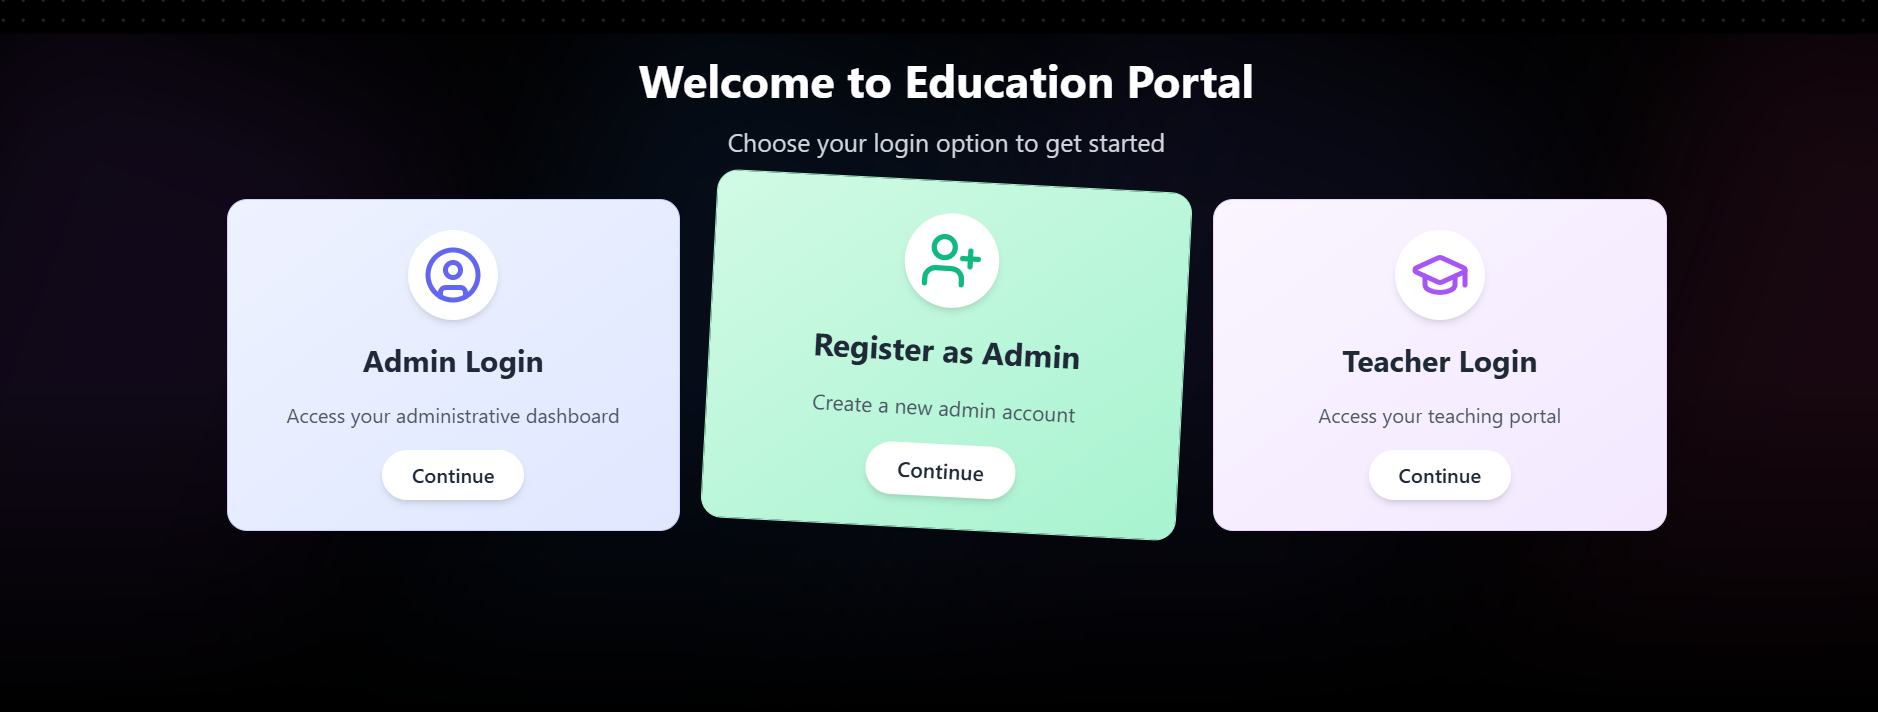 Welcome to Education Portal
Choose your login option to get started
Admin Login
Access your administrative dashboard
Continue
Register as Admin
Create a new admin account
Continue
Teacher Login
Access your teaching portal
Continue